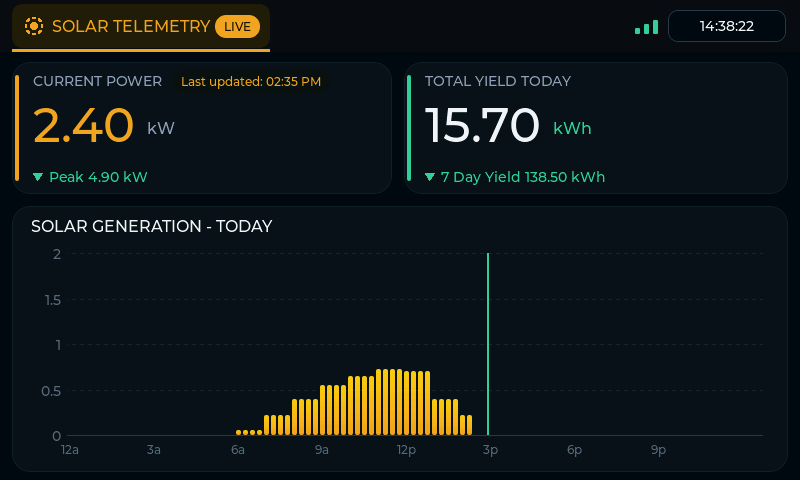 SOLAR TELEMETRY LIVE
14:38:22
CURRENT POWER Last updated: 02:35 PM
2.40 kW
Peak 4.90 kW
TOTAL YIELD TODAY
15.70 kWh
7 Day Yield 138.50 kWh
SOLAR GENERATION - TODAY
2
1.5
1
0.5
0
12a 3a 6a 9a 12p 3p 6p 9p